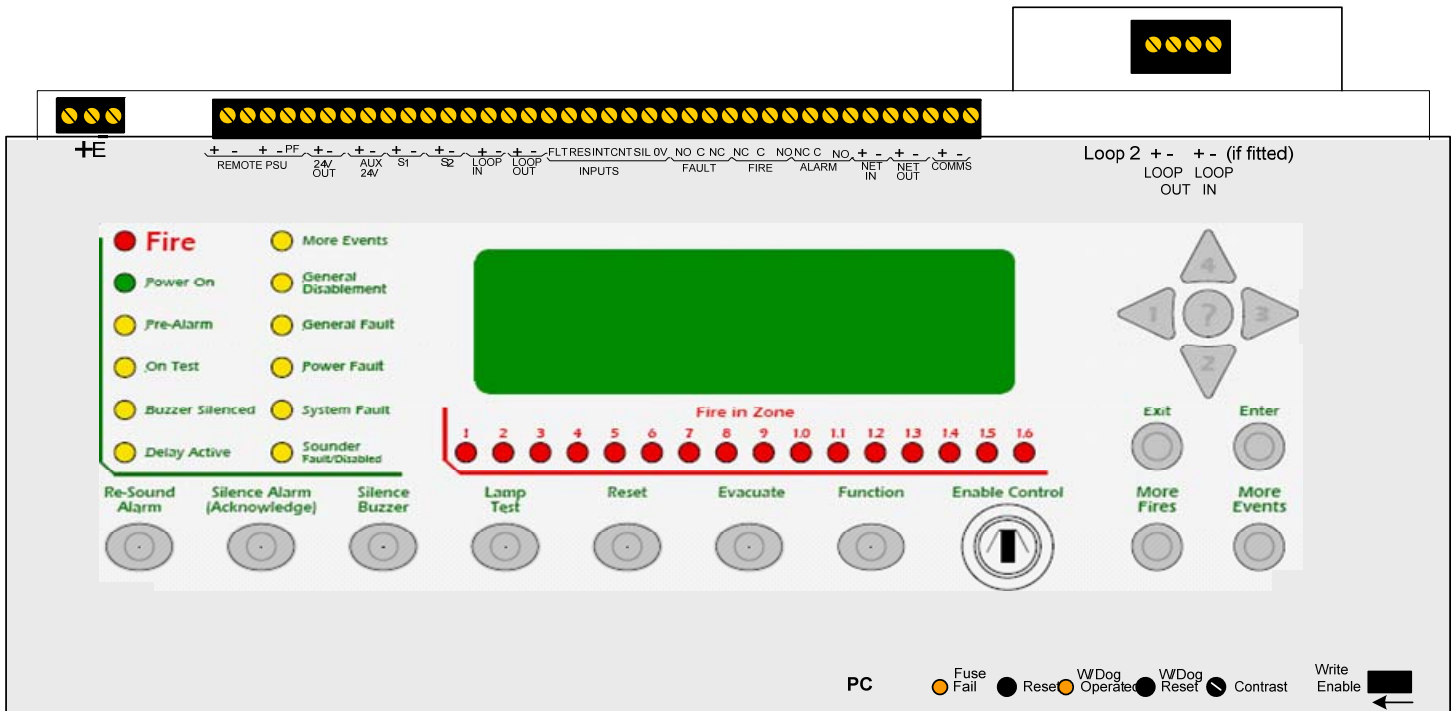 + - E
+ - + - PF + - + - + - + - + - + - FLT RES INT CNT SIL 0V NO C NC NC C NO NC C NO + - + - + -
REMOTE PSU 24V OUT AUX 24V S1 S2 LOOP IN LOOP OUT INPUTS FAULT FIRE ALARM NET IN NET OUT COMMS
Loop 2 + - + - (if fitted)
LOOP LOOP
OUT IN
Fire
Power On
Pre-Alarm
On Test
Buzzer Silenced
Delay Active
More Events
General
Disablement
General Fault
Power Fault
System Fault
Sounder
Fault/Disabled
Fire in Zone
1 2 3 4 5 6 7 8 9 10 11 12 13 14 15 16
4
1 ? 3
2
Exit Enter
Re-Sound
Alarm
Silence Alarm
(Acknowledge)
Silence
Buzzer
Lamp
Test
Reset
Evacuate
Function
Enable Control
More
Fires
More
Events
PC
Fuse
Fail
Reset
W/Dog
Operated
W/Dog
Reset
Contrast
Write
Enable